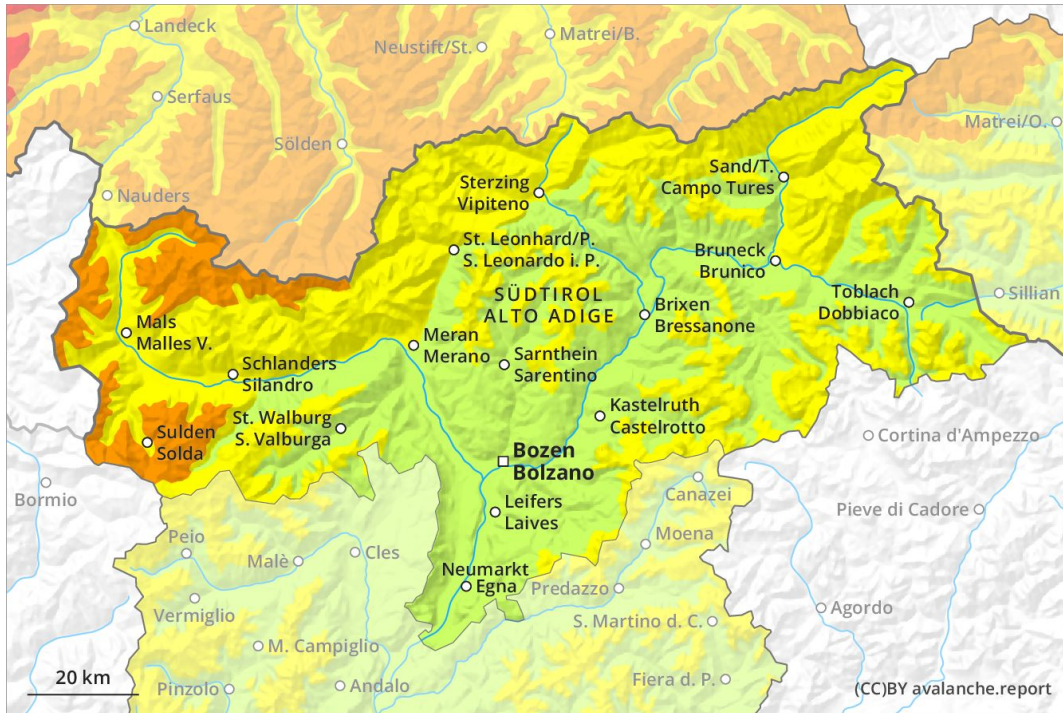 Landeck
Matrei/B.
Neustift/St.
Serfaus
Matrei/O.
Sölden
Sand/T.
Campo Tures
Sterzing
Vipiteno
Nauders
St. Leonhard/P.
S. Leonardo i. P.
Bruneck
Brunico
SÜDTIROL
ALTO ADIGE
Toblach
Dobbiaco
Sillian
Brixen
Bressanone
Mals
Malles V.
Meran
Merano
Schlanders
Silandro
Sarnthein
Sarentino
St. Walburg
S. Valburga
Kastelruth
Castelrotto
Sulden
Solda
Cortina d'Ampezzo
Bozen
Bolzano
Bormio
Canazei
Leifers
Laives
Pieve di Cadore
Peio
Moena
Malè
Cles
Neumarkt
Egna
Predazzo
Vermiglio
Agordo
S. Martino d. C.
M. Campiglio
20 km
Pinzolo
Andalo
Fiera d. P.
(CC)BY avalanche.report